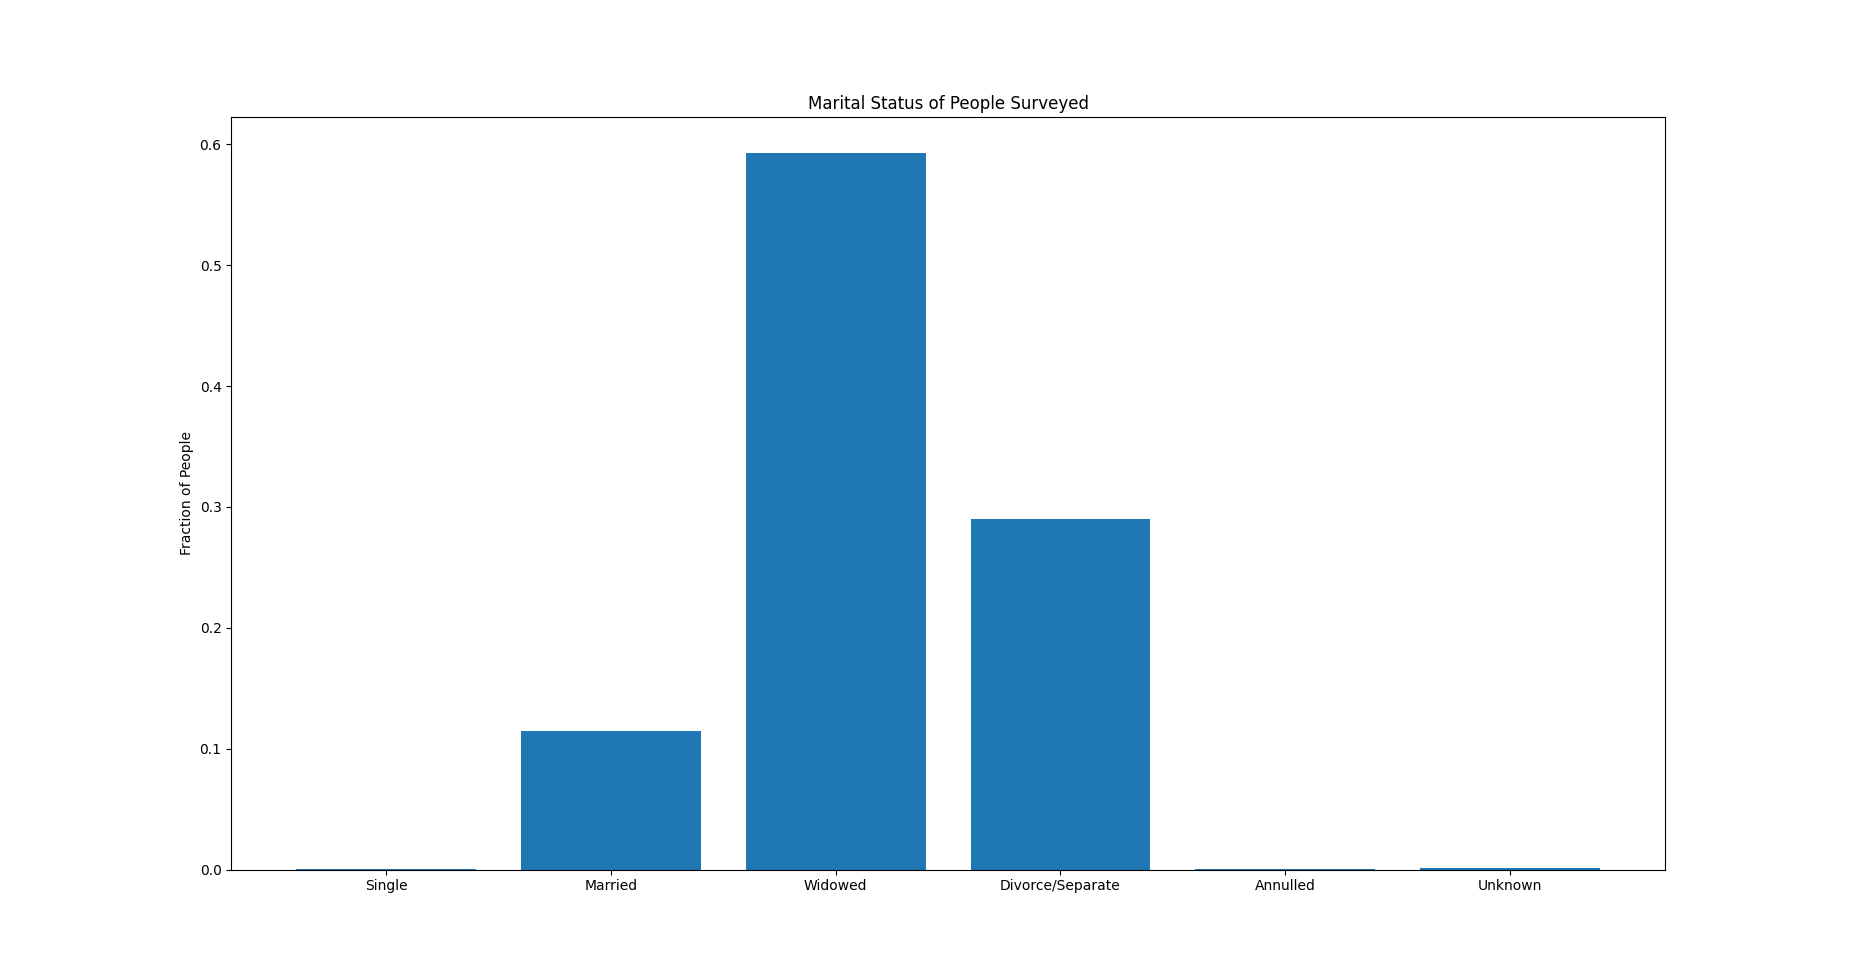 Marital Status of People Surveyed
Fraction of People
0.6
0.5
0.4
0.3
0.2
0.1
0.0
Single Married Widowed Divorce/Separate Annulled Unknown